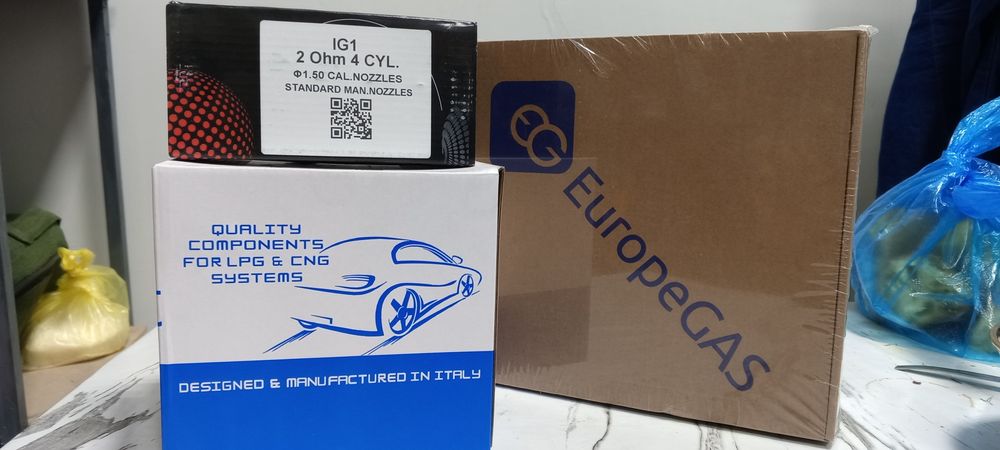 IG1
2 Ohm 4 CYL.
Φ1.50 CAL.NOZZLES
STANDARD MAN.NOZZLES
QUALITY
COMPONENTS
FOR LPG & CNG
SYSTEMS
DESIGNED & MANUFACTURED IN ITALY
EG
EuropeGAS